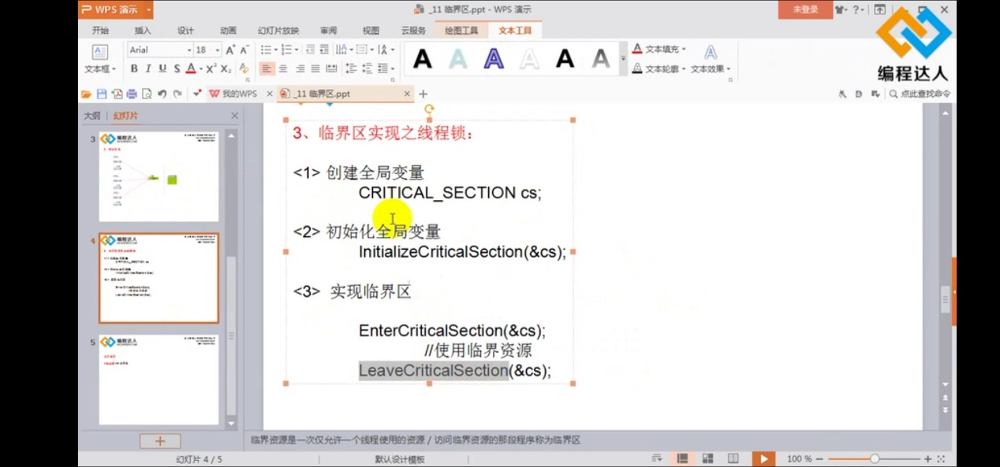 WPS 演示
_11 临界区.ppt - WPS 演示
未登录
开始 插入 设计 动画 幻灯片放映 审阅 视图 云服务 绘图工具 文本工具
编程达人
文本框
Arial 18
B I U S A X² X₂
A A A A A A
文本填充
文本轮廓
文本效果
我的WPS
_11 临界区.ppt
点此查找命令
大纲 幻灯片
3
4
5
3、临界区实现之线程锁：
<1> 创建全局变量
CRITICAL_SECTION cs;
<2> 初始化全局变量
InitializeCriticalSection(&cs);
<3> 实现临界区
EnterCriticalSection(&cs);
//使用临界资源
LeaveCriticalSection(&cs);
临界资源是一次仅允许一个线程使用的资源 / 访问临界资源的那段程序称为临界区
幻灯片 4 / 5
默认设计模板
100 %